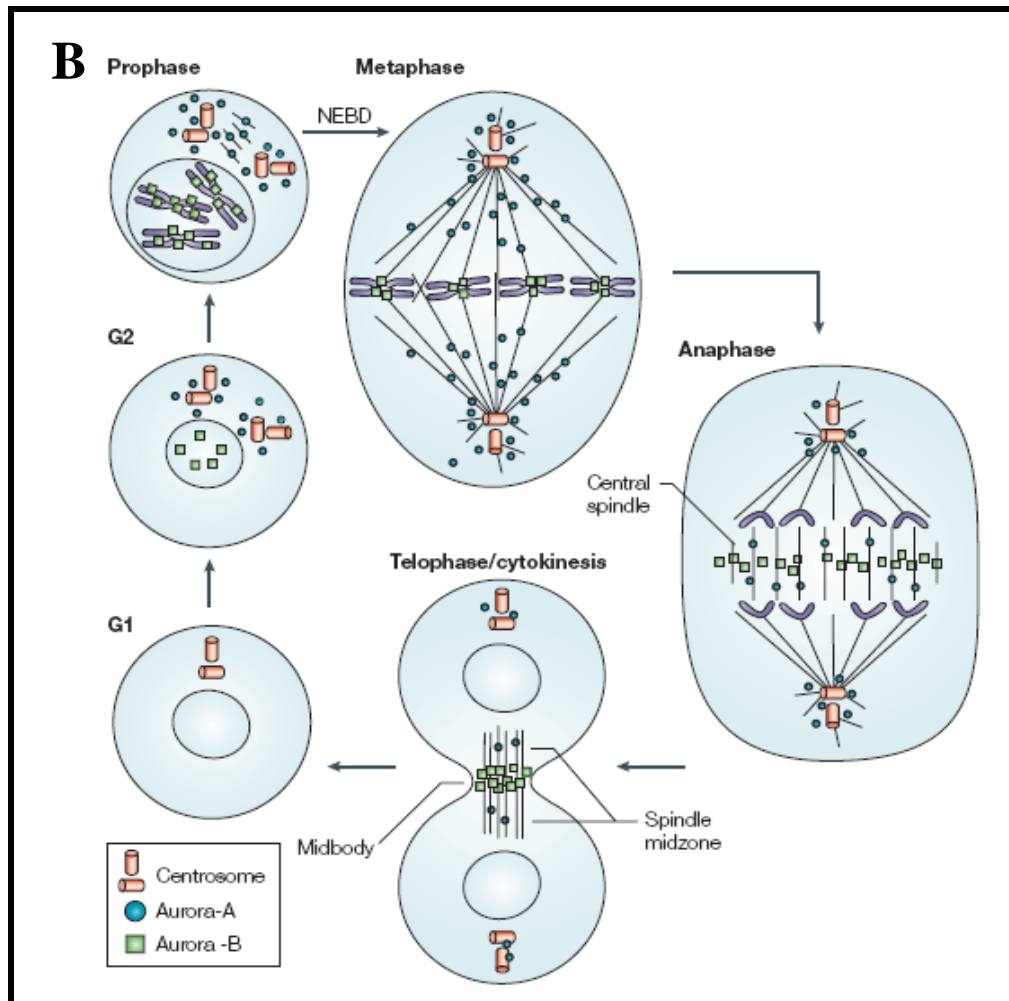 B
Prophase
Metaphase
NEBD
G2
Anaphase
Central
spindle
Telophase/cytokinesis
G1
Midbody
Spindle
midzone
Centrosome
Aurora-A
Aurora -B